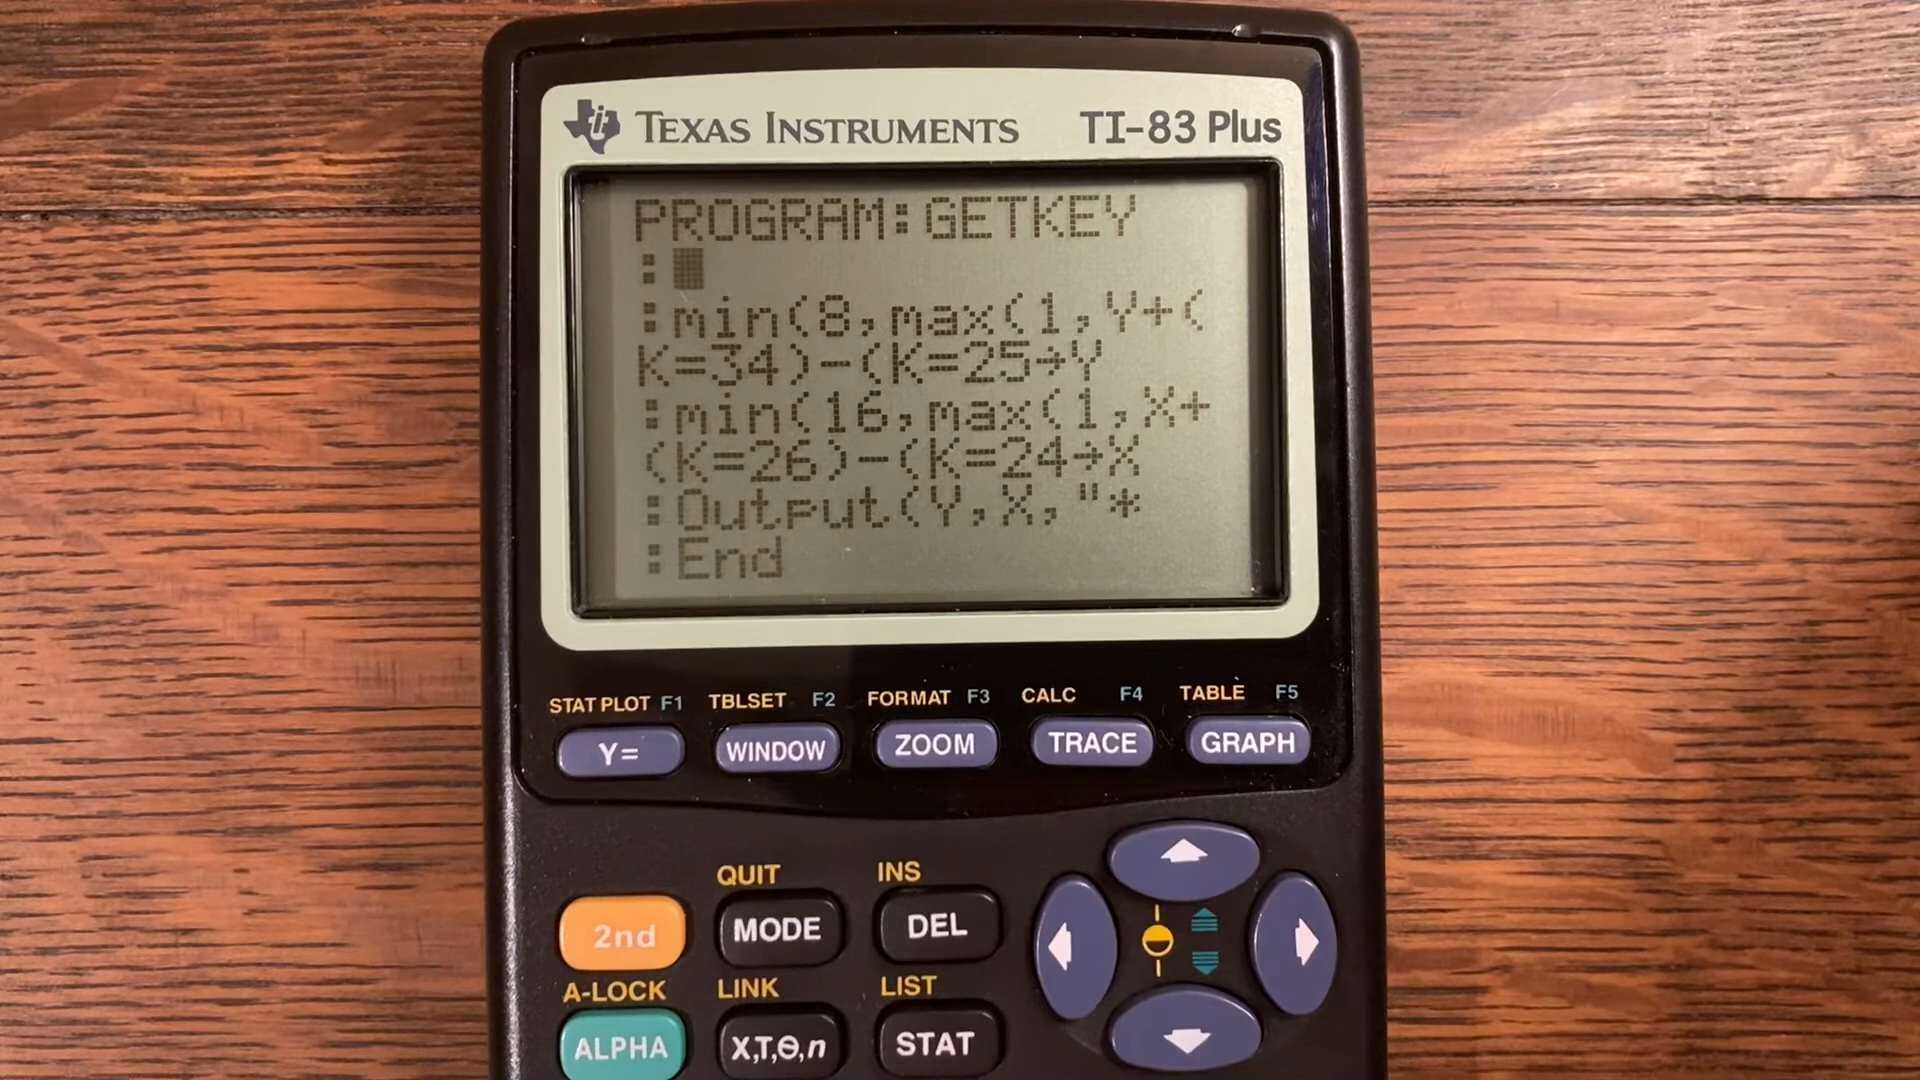 TEXAS INSTRUMENTS TI-83 Plus
PROGRAM:GETKEY
:
:min(8,max(1,Y+(
K=34)-(K=25→Y
:min(16,max(1,X+
(K=26)-(K=24→X
:Output(Y,X,"*
:End
STAT PLOT F1 TBLSET F2 FORMAT F3 CALC F4 TABLE F5
Y= WINDOW ZOOM TRACE GRAPH
QUIT INS
2nd MODE DEL
A-LOCK LINK LIST
ALPHA X,T,Θ,n STAT